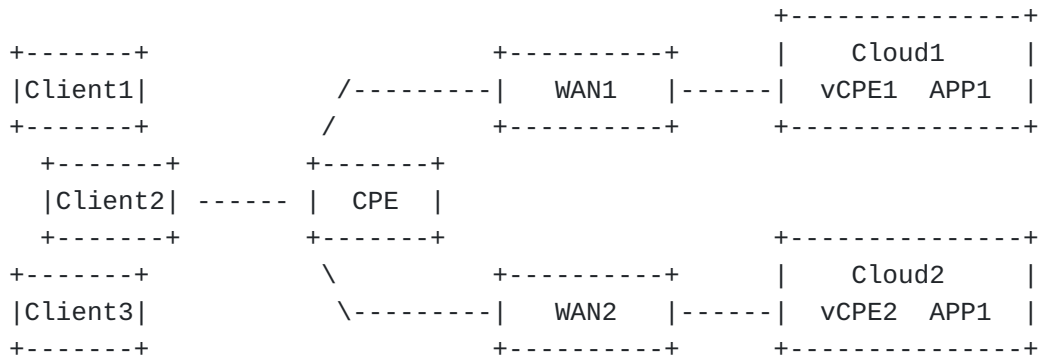 Cloud1
Client1 WAN1 vCPE1 APP1
Client2 CPE
Cloud2
Client3 WAN2 vCPE2 APP1